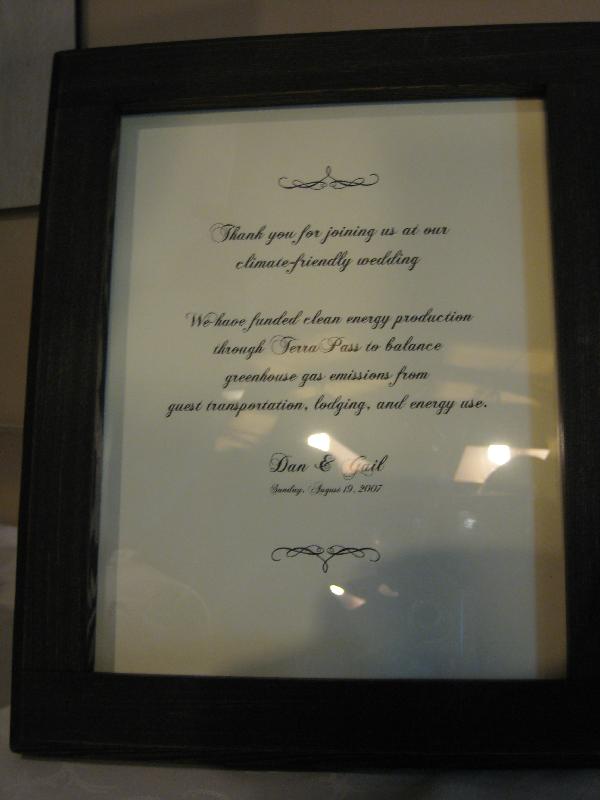 Thank you for joining us at our
climate-friendly wedding
We have funded clean energy production
through TerraPass to balance
greenhouse gas emissions from
guest transportation, lodging, and energy use.
Dan & Gail
Sunday, August 19, 2007